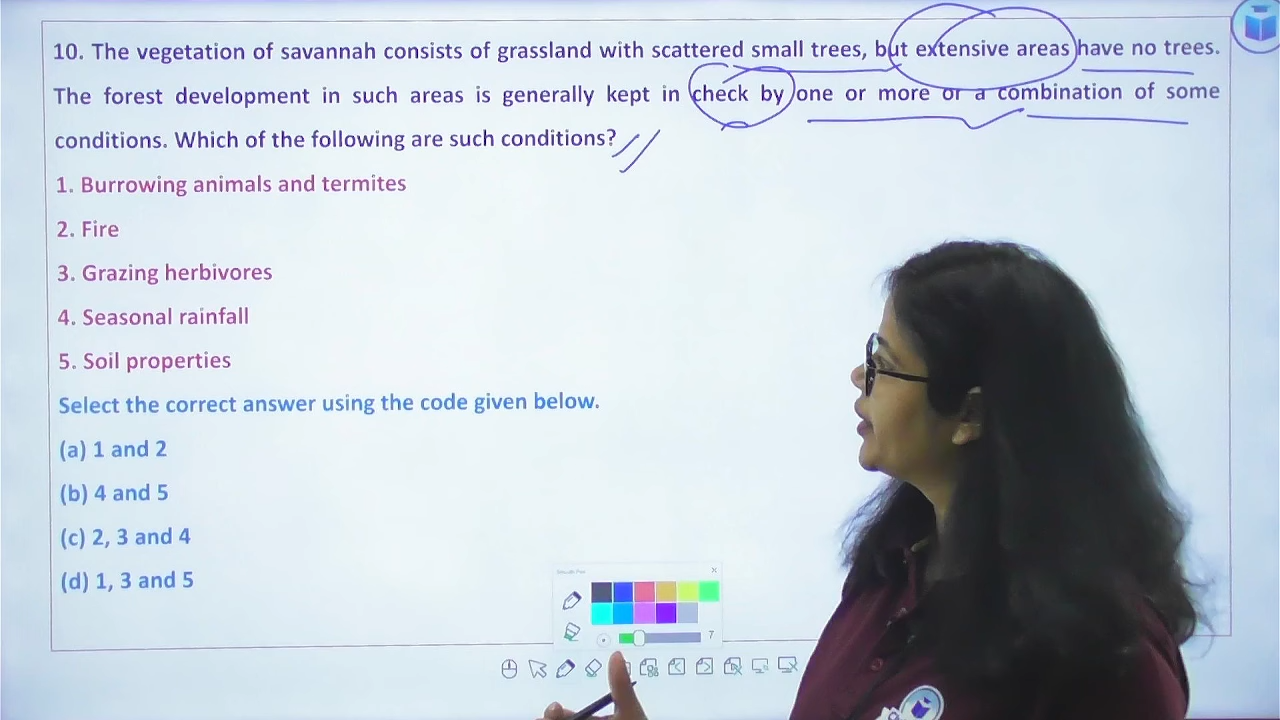 10. The vegetation of savannah consists of grassland with scattered small trees, but extensive areas have no trees.
The forest development in such areas is generally kept in check by one or more or a combination of some
conditions. Which of the following are such conditions?
1. Burrowing animals and termites
2. Fire
3. Grazing herbivores
4. Seasonal rainfall
5. Soil properties
Select the correct answer using the code given below.
(a) 1 and 2
(b) 4 and 5
(c) 2, 3 and 4
(d) 1, 3 and 5
7